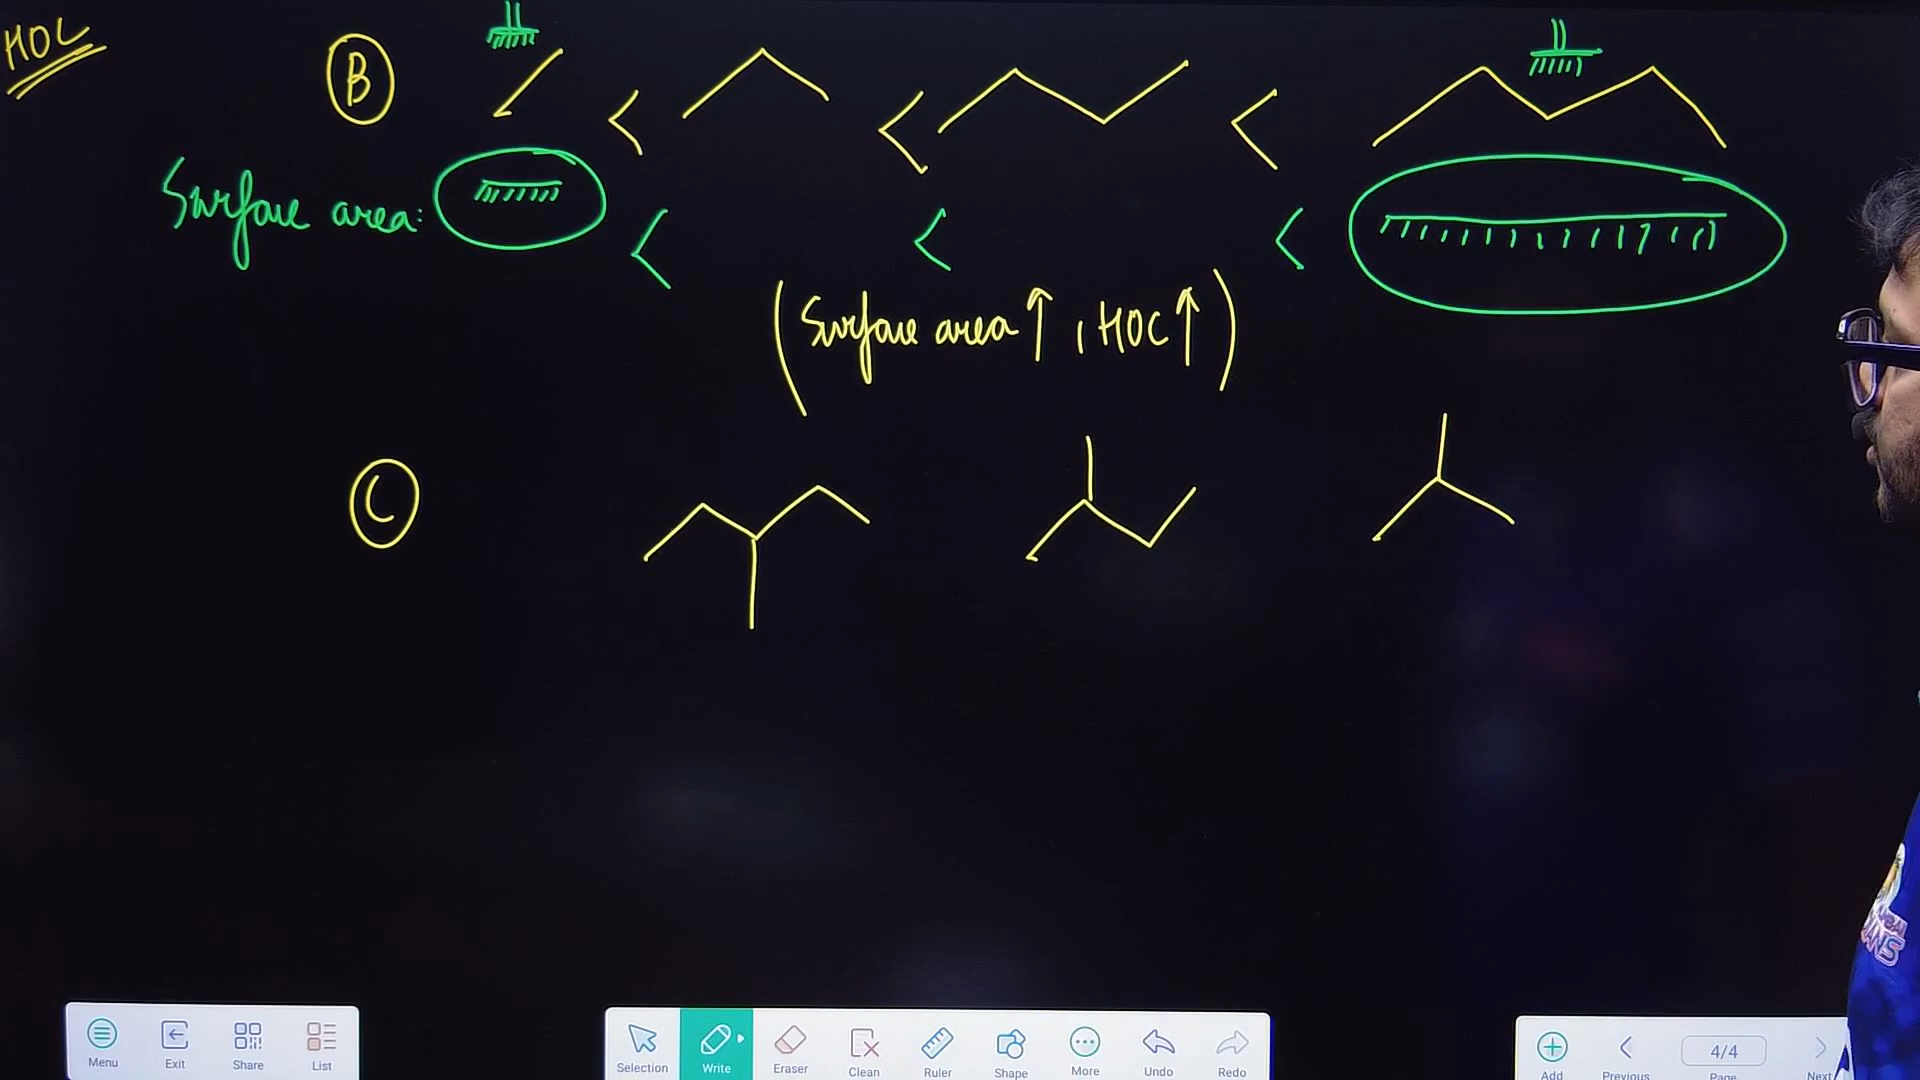 HOC
B < < <
Surface area: < < <
(Surface area ↑, HOC ↑)
C
Menu Exit Share List
Selection Write Eraser Clean Ruler Shape More Undo Redo
Add Previous 4/4 Page Next